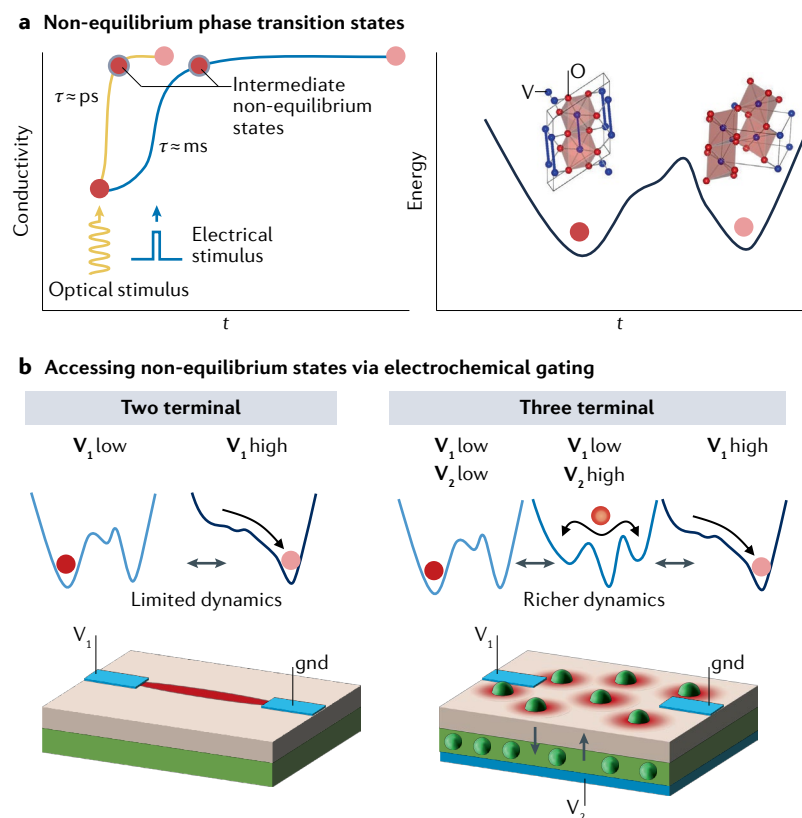 a Non-equilibrium phase transition states
Conductivity
τ ≈ ps
Intermediate
non-equilibrium
states
τ ≈ ms
Electrical
stimulus
Optical stimulus
t
Energy
V
O
t
b Accessing non-equilibrium states via electrochemical gating
Two terminal
V₁ low
V₁ high
Limited dynamics
V₁
gnd
Three terminal
V₁ low
V₂ low
V₁ low
V₂ high
V₁ high
Richer dynamics
V₁
gnd
V₂